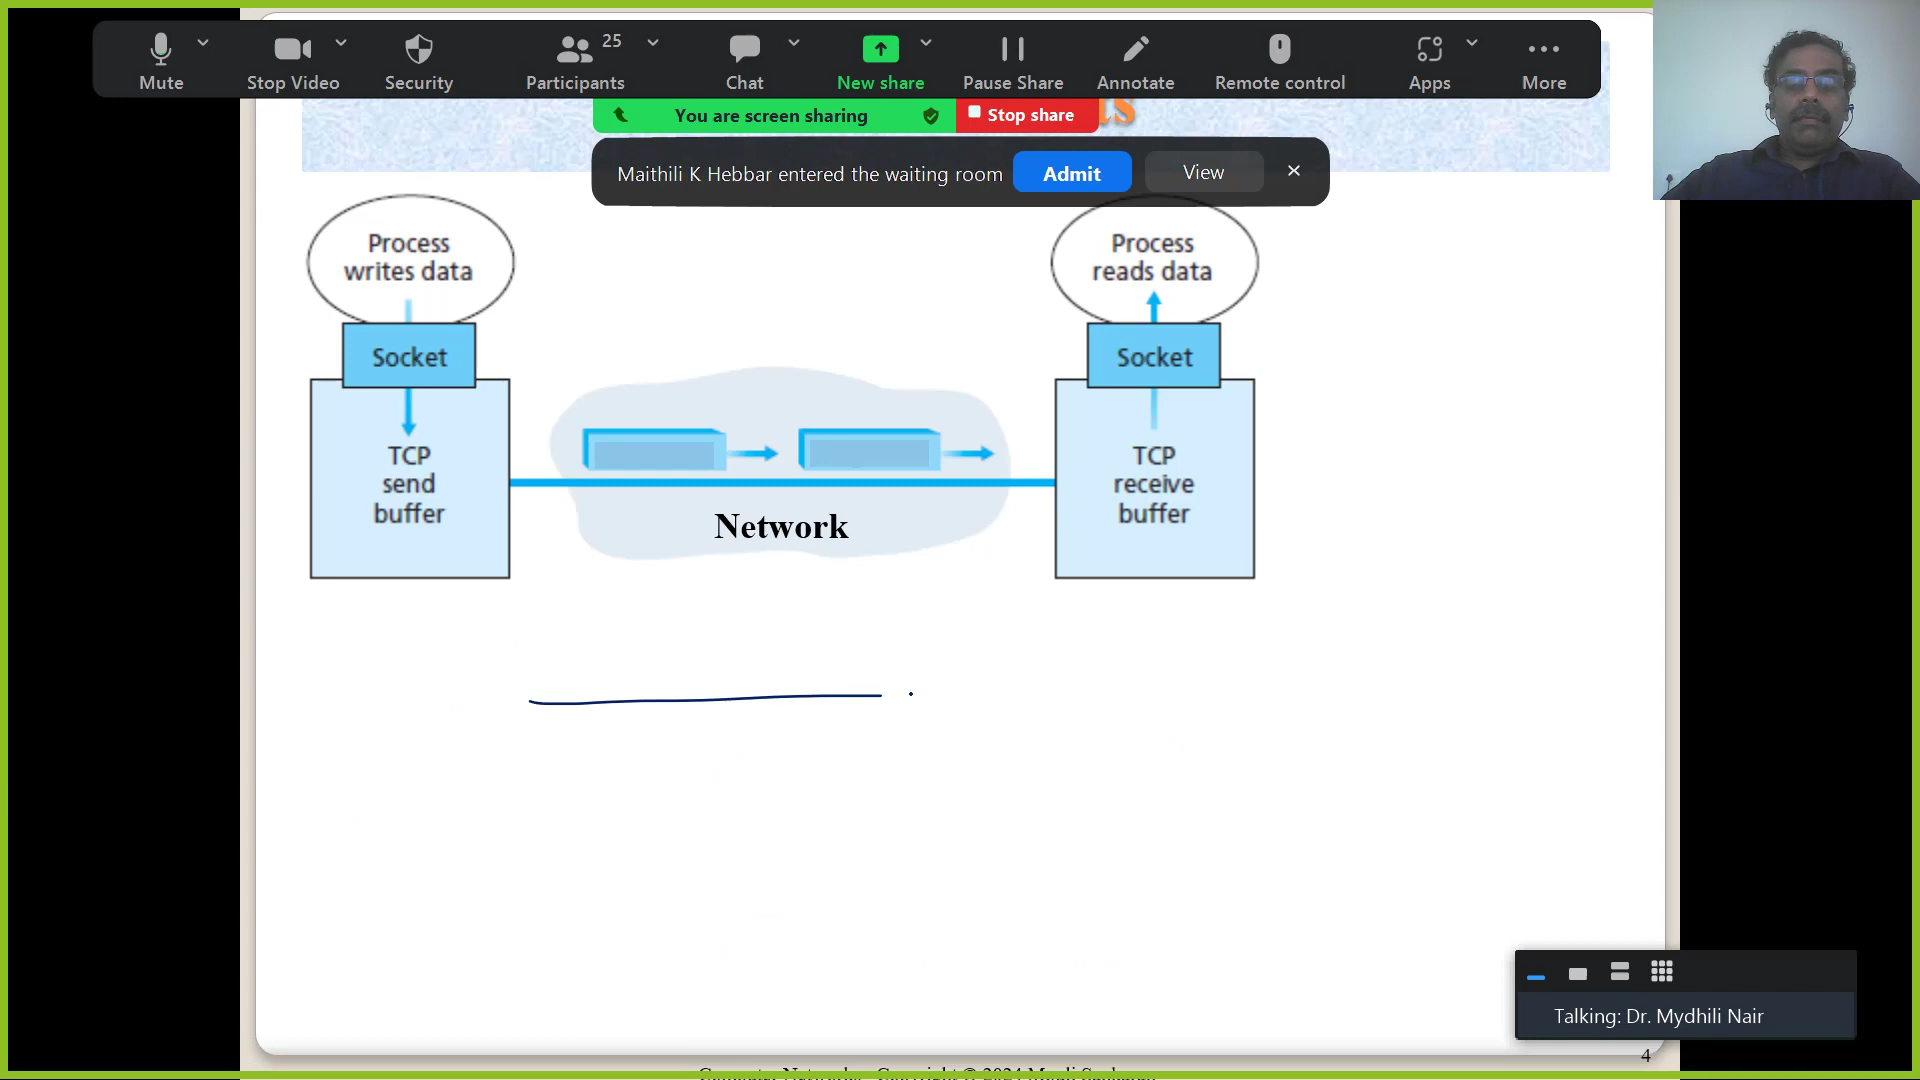 Mute
Stop Video
Security
Participants
25
Chat
New share
Pause Share
Annotate
Remote control
Apps
More
You are screen sharing
Stop share
Maithili K Hebbar entered the waiting room
Admit
View
Process
writes data
Socket
TCP
send
buffer
Network
Process
reads data
Socket
TCP
receive
buffer
Talking: Dr. Mydhili Nair
4